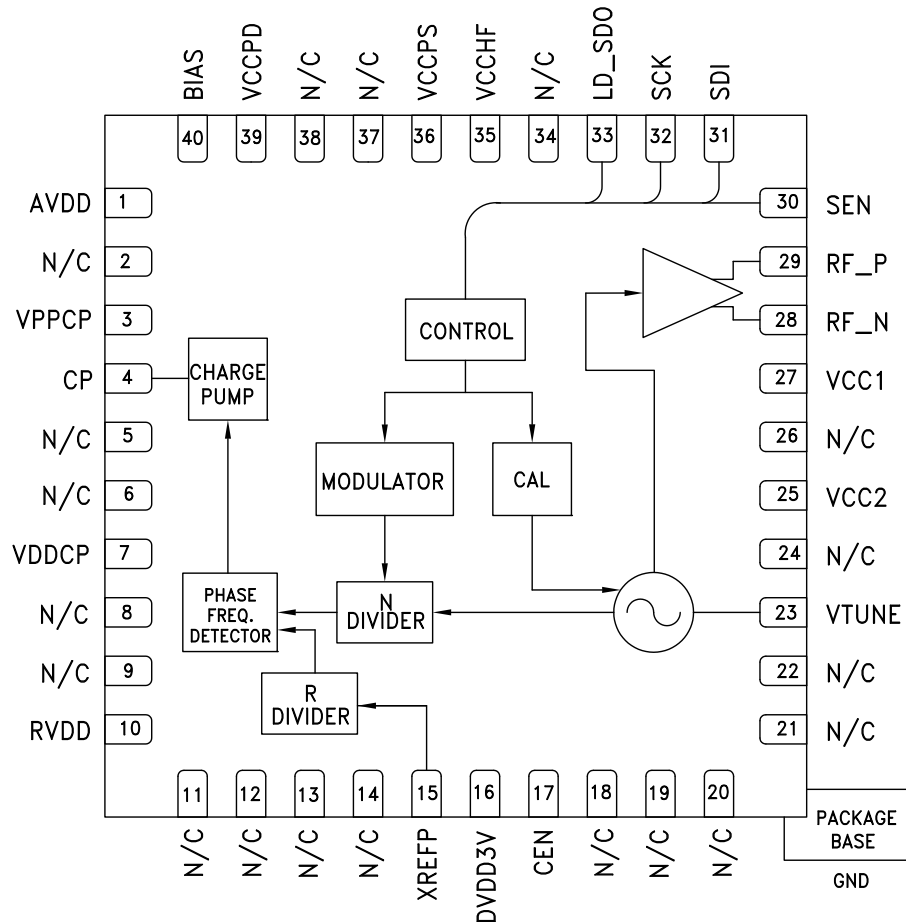 BIAS
VCCPD
N/C
N/C
VCCPS
VCCHF
N/C
LD_SDO
SCK
SDI
40
39
38
37
36
35
34
33
32
31
AVDD 1
N/C 2
VPPCP 3
CP 4
N/C 5
N/C 6
VDDCP 7
N/C 8
N/C 9
RVDD 10
30 SEN
29 RF_P
28 RF_N
27 VCC1
26 N/C
25 VCC2
24 N/C
23 VTUNE
22 N/C
21 N/C
CONTROL
CHARGE
PUMP
MODULATOR
CAL
PHASE
FREQ.
DETECTOR
N
DIVIDER
R
DIVIDER
11
12
13
14
15
16
17
18
19
20
N/C
N/C
N/C
N/C
XREFP
DVDD3V
CEN
N/C
N/C
N/C
PACKAGE
BASE
GND